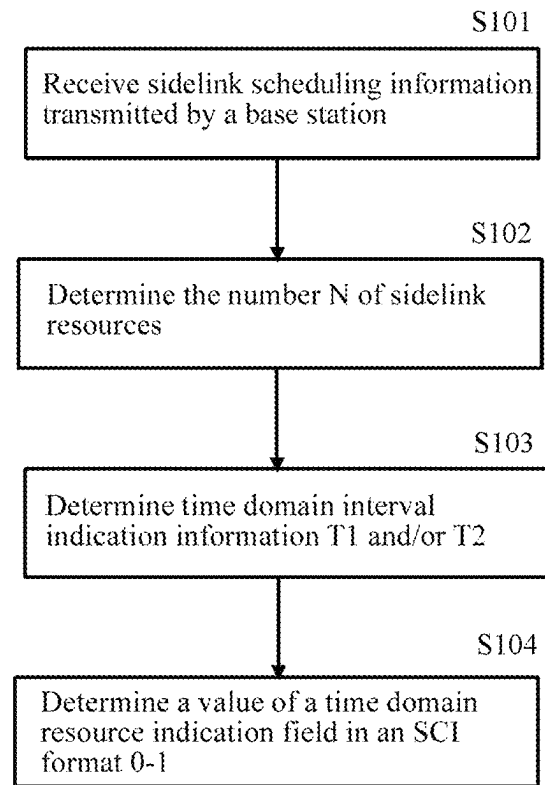 S101
Receive sidelink scheduling information
transmitted by a base station
S102
Determine the number N of sidelink
resources
S103
Determine time domain interval
indication information T1 and/or T2
S104
Determine a value of a time domain
resource indication field in an SCI
format 0-1